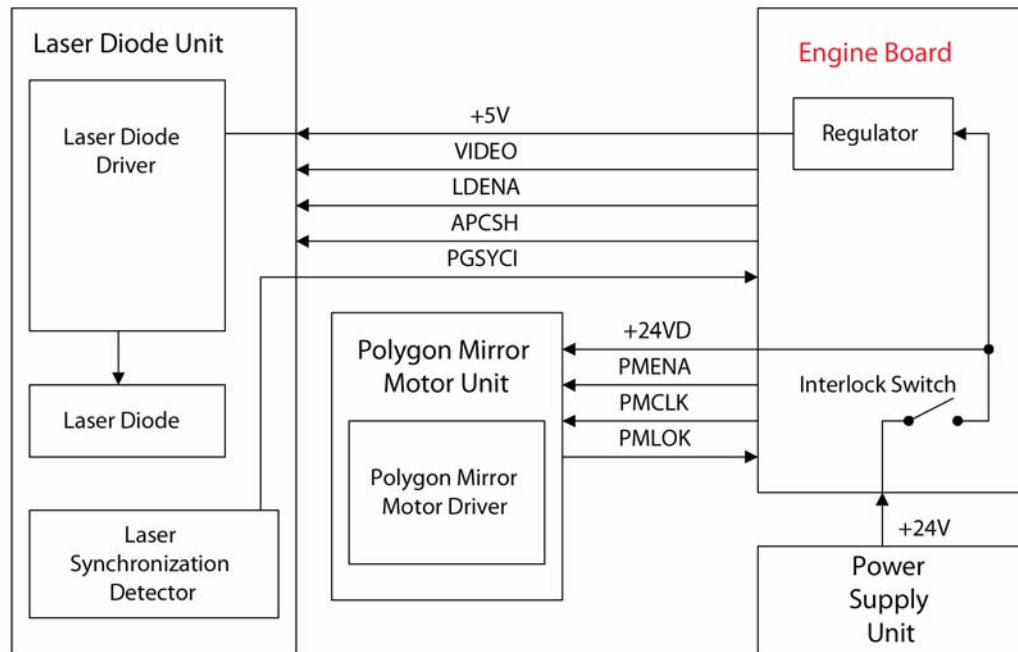 Laser Diode Unit
Laser Diode
Driver
Laser Diode
Laser
Synchronization
Detector
+5V
VIDEO
LDENA
APCSH
PGSYCI
Polygon Mirror
Motor Unit
Polygon Mirror
Motor Driver
+24VD
PMENA
PMCLK
PMLOK
Engine Board
Regulator
Interlock Switch
+24V
Power
Supply
Unit